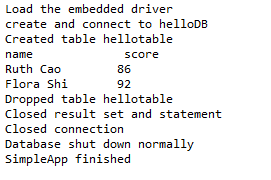 Load the embedded driver
create and connect to helloDB
Created table hellotable
name            score
Ruth Cao        86
Flora Shi       92
Dropped table hellotable
Closed result set and statement
Closed connection
Database shut down normally
SimpleApp finished